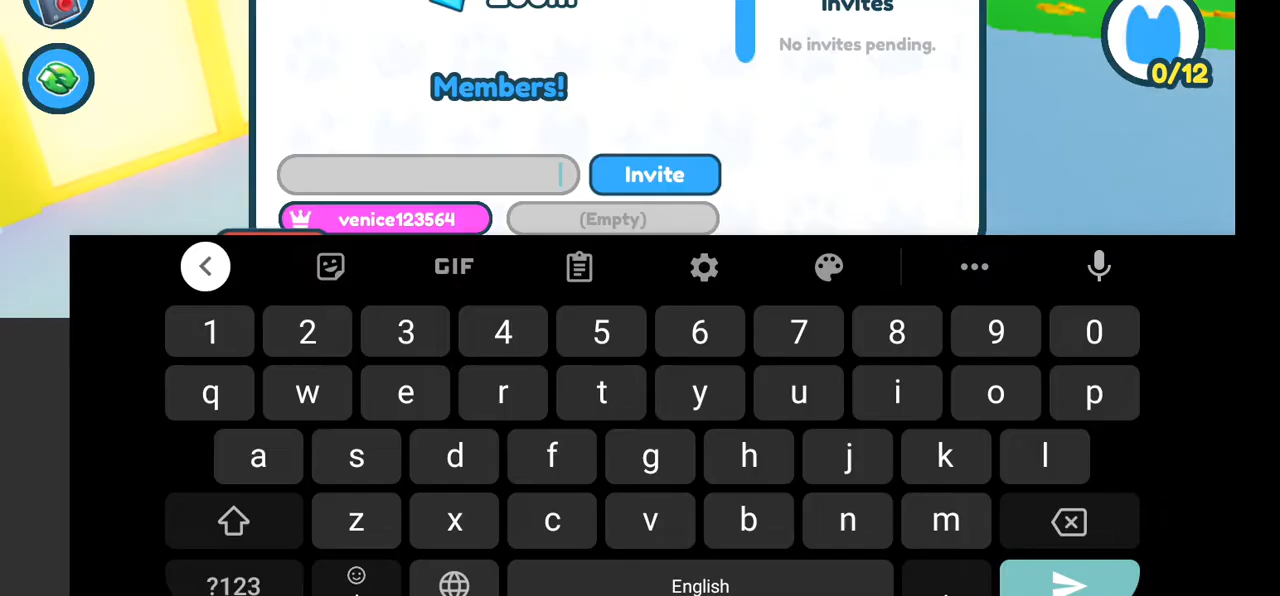 Invites
No invites pending.
0/12
Members!
Invite
venice123564
(Empty)
GIF
1 2 3 4 5 6 7 8 9 0
q w e r t y u i o p
a s d f g h j k l
z x c v b n m
?123 English